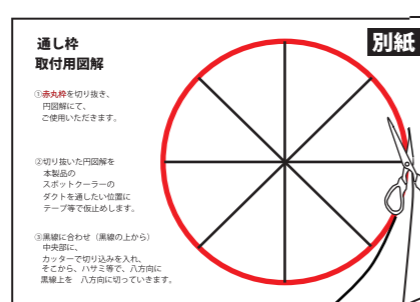 別紙
通し枠
取付用図解
①赤丸枠を切り抜き、
円図解にて、
ご使用いただきます。
②切り抜いた円図解を
本製品の
スポットクーラーの
ダクトを通したい位置に
テープ等で仮止めします。
③黒線に合わせ（黒線の上から）
中央部に、
カッターで切り込みを入れ、
そこから、ハサミ等で、八方向に
黒線上を 八方向に切っていきます。